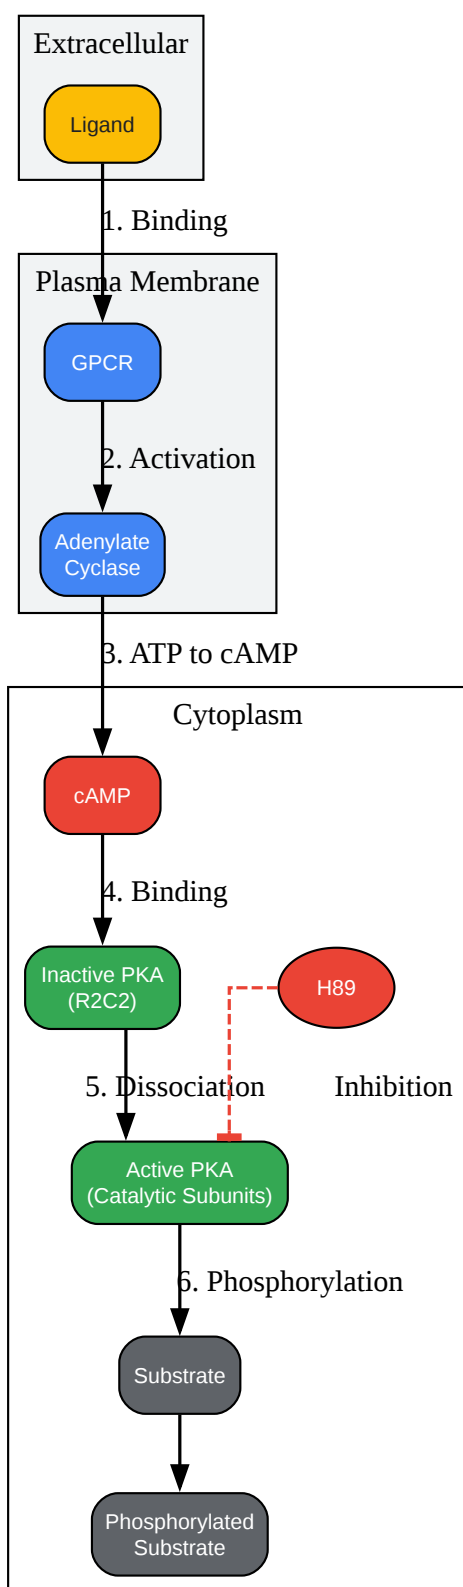 Extracellular
Ligand
1. Binding
Plasma Membrane
GPCR
2. Activation
Adenylate
Cyclase
3. ATP to cAMP
Cytoplasm
cAMP
4. Binding
Inactive PKA
(R2C2)
H89
5. Dissociation
Inhibition
Active PKA
(Catalytic Subunits)
6. Phosphorylation
Substrate
Phosphorylated
Substrate